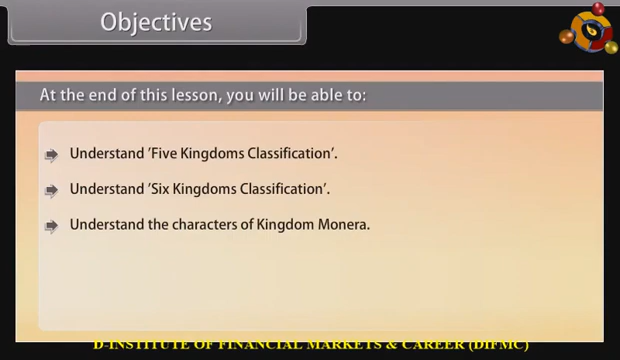 Objectives
At the end of this lesson, you will be able to:
Understand 'Five Kingdoms Classification'.
Understand 'Six Kingdoms Classification'.
Understand the characters of Kingdom Monera.
D-INSTITUTE OF FINANCIAL MARKETS & CAREER (DIFMC)